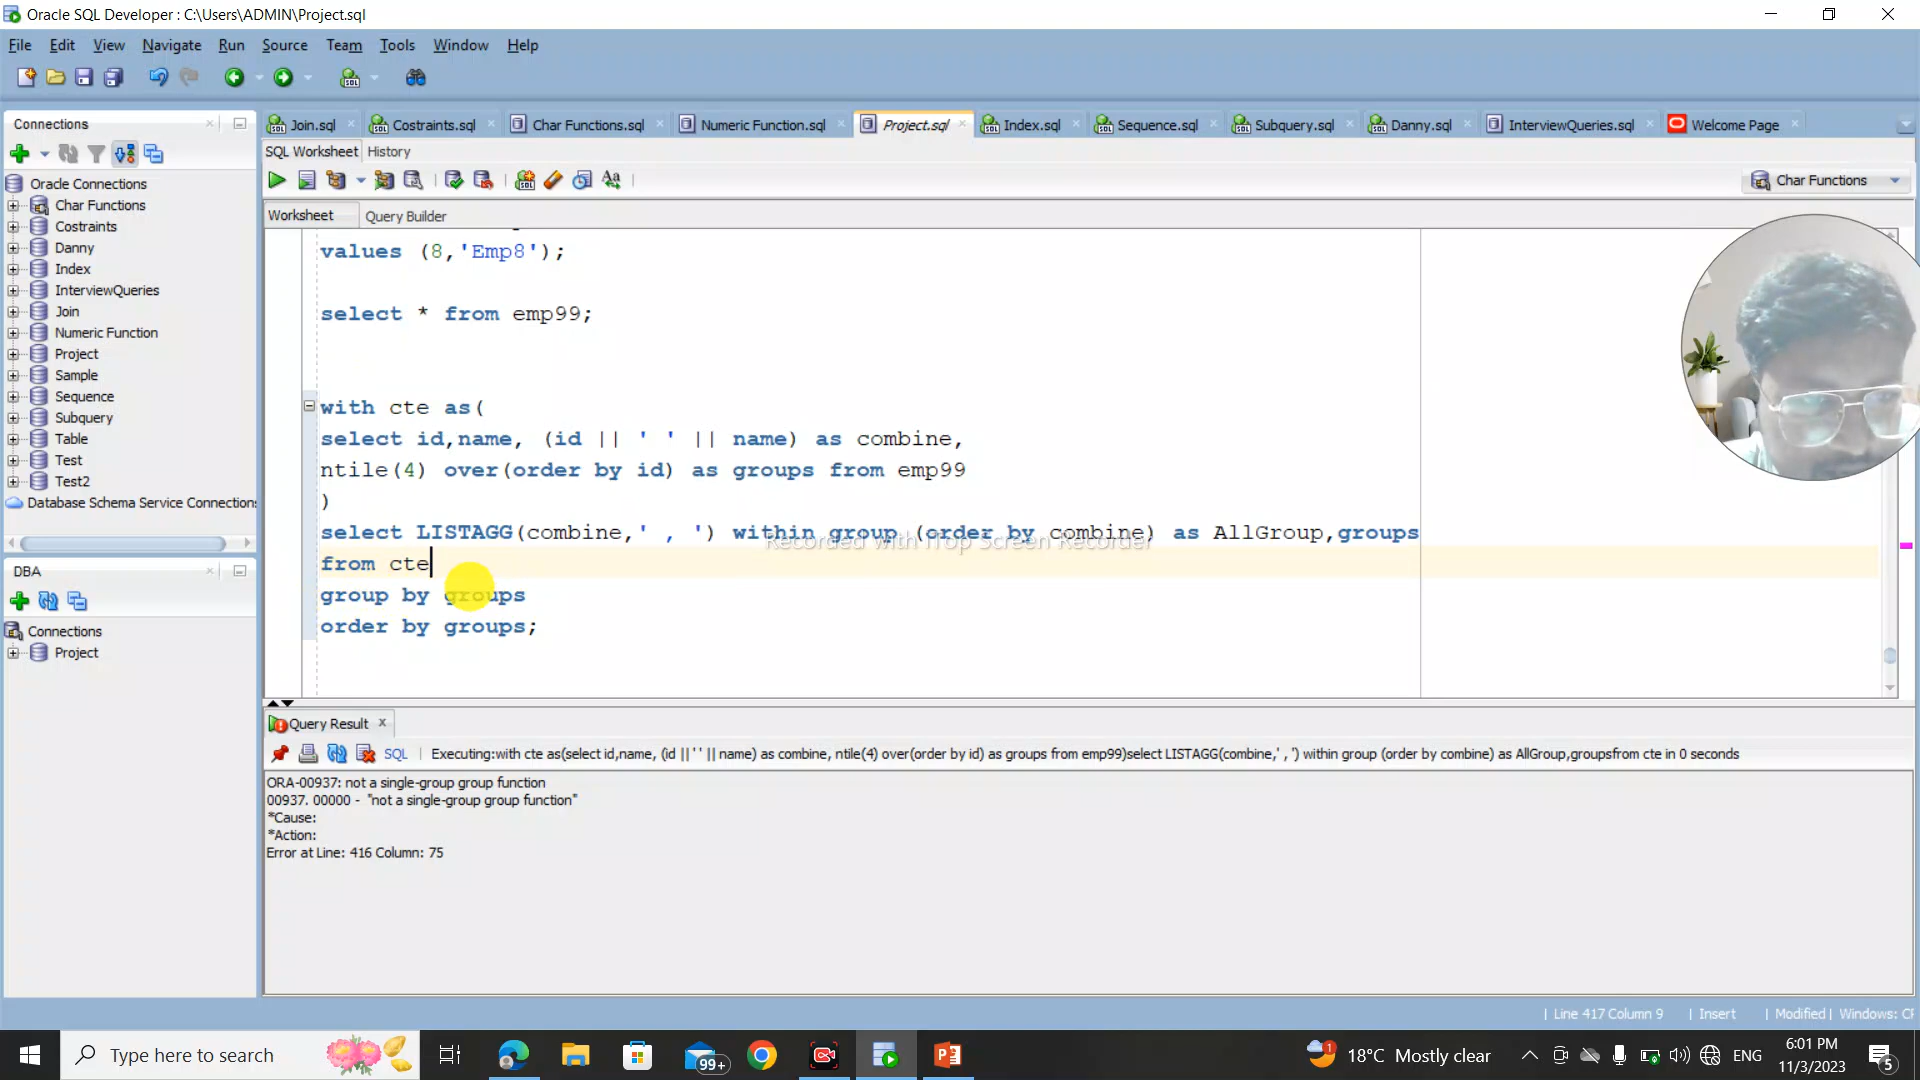 Oracle SQL Developer : C:\Users\ADMIN\Project.sql
File Edit View Navigate Run Source Team Tools Window Help
Connections
Join.sql Costraints.sql Char Functions.sql Numeric Function.sql Project.sql Index.sql Sequence.sql Subquery.sql Danny.sql InterviewQueries.sql Welcome Page
SQL Worksheet History
Char Functions
Worksheet Query Builder
Oracle Connections
Char Functions
Costraints
Danny
Index
InterviewQueries
Join
Numeric Function
Project
Sample
Sequence
Subquery
Table
Test
Test2
Database Schema Service Connections
values (8,'Emp8');
select * from emp99;
with cte as(
select id,name, (id || ' ' || name) as combine,
ntile(4) over(order by id) as groups from emp99
)
select LISTAGG(combine,' , ') within group (order by combine) as AllGroup,groups
Recorded with iTop Screen Recorder
from cte
group by groups
order by groups;
DBA
Connections
Project
Query Result
SQL | Executing:with cte as(select id,name, (id || ' ' || name) as combine, ntile(4) over(order by id) as groups from emp99)select LISTAGG(combine,' , ') within group (order by combine) as AllGroup,groupsfrom cte in 0 seconds
ORA-00937: not a single-group group function
00937. 00000 - "not a single-group group function"
*Cause:
*Action:
Error at Line: 416 Column: 75
| Line 417 Column 9 | Insert | Modified | Windows: CF
Type here to search
99+
18°C Mostly clear
ENG
6:01 PM
11/3/2023
5